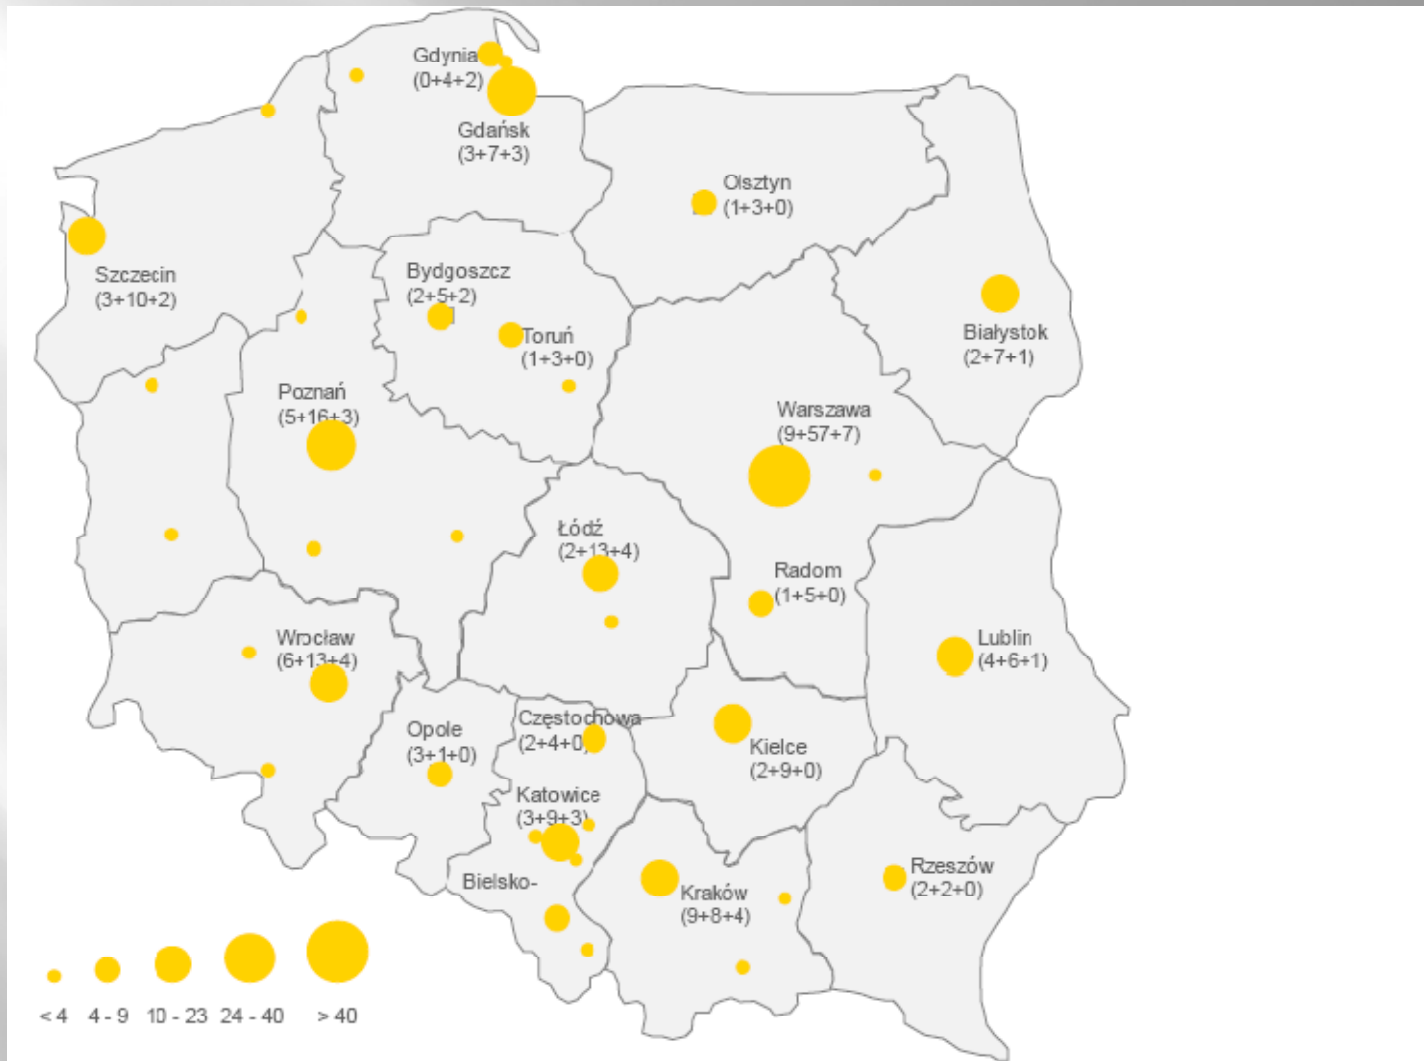 Gdynia
(0+4+2)
Gdańsk
(3+7+3)
Olsztyn
(1+3+0)
Szczecin
(3+10+2)
Bydgoszcz
(2+5+2)
Toruń
(1+3+0)
Białystok
(2+7+1)
Poznań
(5+16+3)
Warszawa
(9+57+7)
Łódź
(2+13+4)
Radom
(1+5+0)
Wrocław
(6+13+4)
Lublin
(4+6+1)
Opole
(3+1+0)
Częstochowa
(2+4+0)
Kielce
(2+9+0)
Katowice
(3+9+3)
Bielsko-
Kraków
(9+8+4)
Rzeszów
(2+2+0)
< 4 4 - 9 10 - 23 24 - 40 > 40